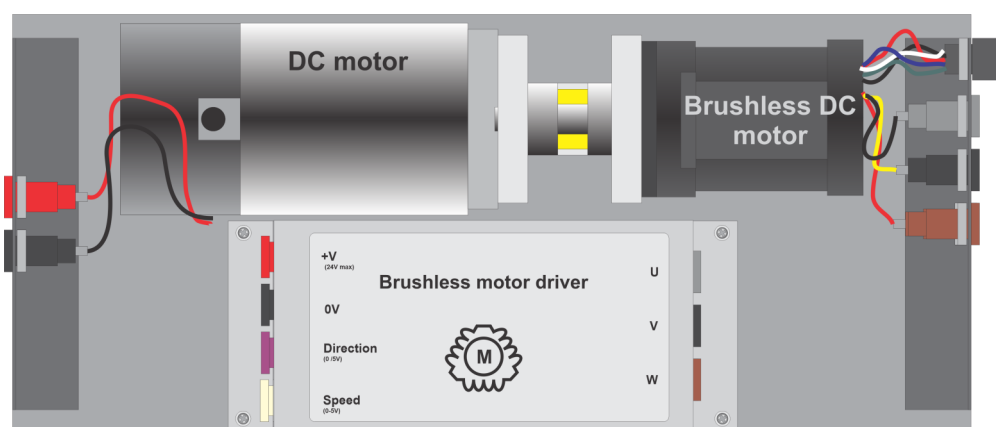 DC motor
Brushless DC
motor
+V
(24V max)
Brushless motor driver
U
0V
V
Direction
(0 /5V)
M
W
Speed
(0-5V)